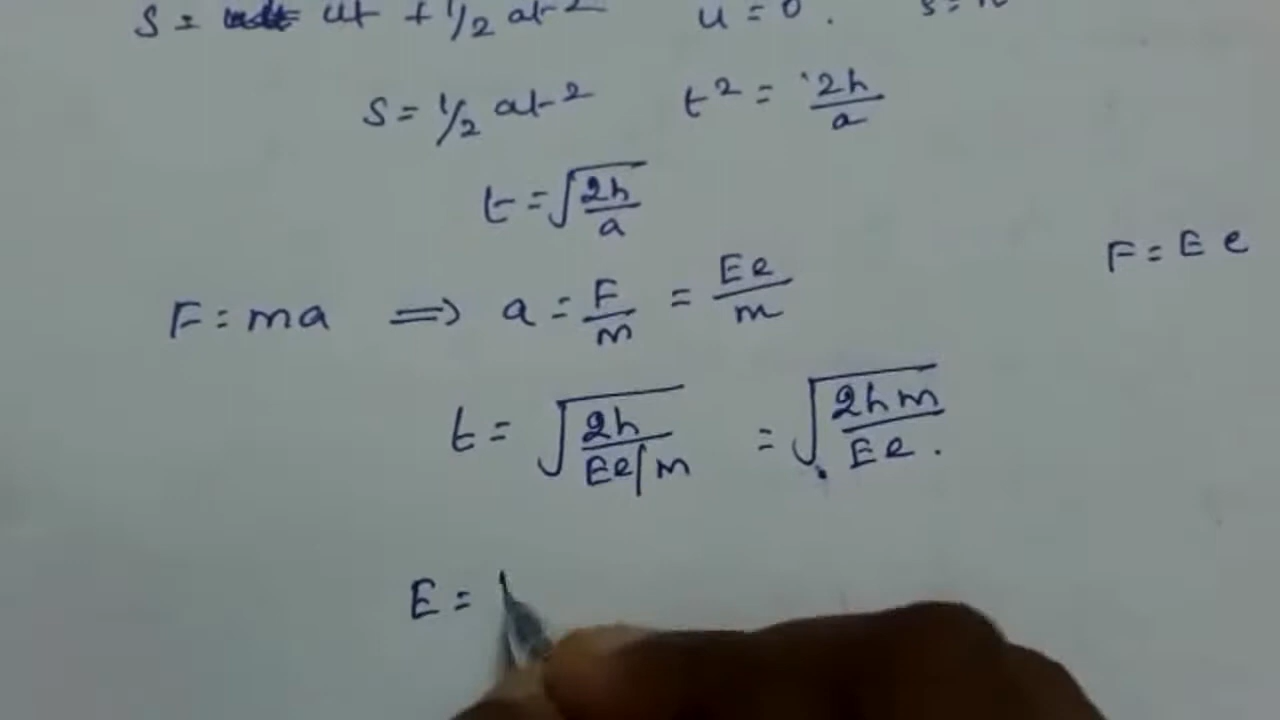 S = ut + 1/2 at² u = 0 .
S = 1/2 at² t² = 2h/a
t = √(2h/a)
F = Ee
F = ma ⟹ a = F/m = Ee/m
t = √(2h/(Ee/m)) = √(2hm/Ee) .
E =